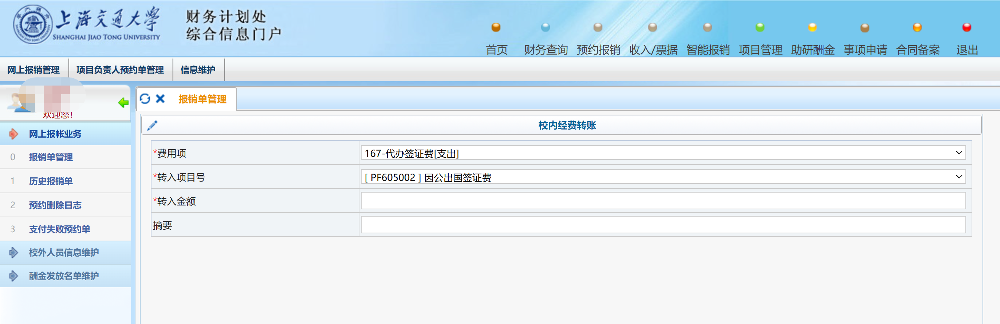 上海交通大学
SHANGHAI JIAO TONG UNIVERSITY
财务计划处
综合信息门户
首页 财务查询 预约报销 收入/票据 智能报销 项目管理 助研酬金 事项申请 合同备案 退出
网上报销管理 项目负责人预约单管理 信息维护
欢迎您!
网上报帐业务
0 报销单管理
1 历史报销单
2 预约删除日志
3 支付失败预约单
校外人员信息维护
酬金发放名单维护
报销单管理
校内经费转账
*费用项 167-代办签证费[支出]
*转入项目号 [ PF605002 ] 因公出国签证费
*转入金额
摘要